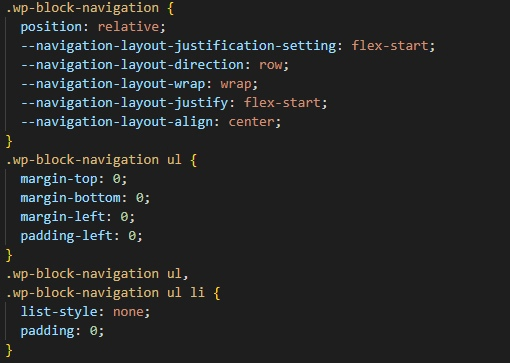 .wp-block-navigation {
  position: relative;
  --navigation-layout-justification-setting: flex-start;
  --navigation-layout-direction: row;
  --navigation-layout-wrap: wrap;
  --navigation-layout-justify: flex-start;
  --navigation-layout-align: center;
}
.wp-block-navigation ul {
  margin-top: 0;
  margin-bottom: 0;
  margin-left: 0;
  padding-left: 0;
}
.wp-block-navigation ul,
.wp-block-navigation ul li {
  list-style: none;
  padding: 0;
}